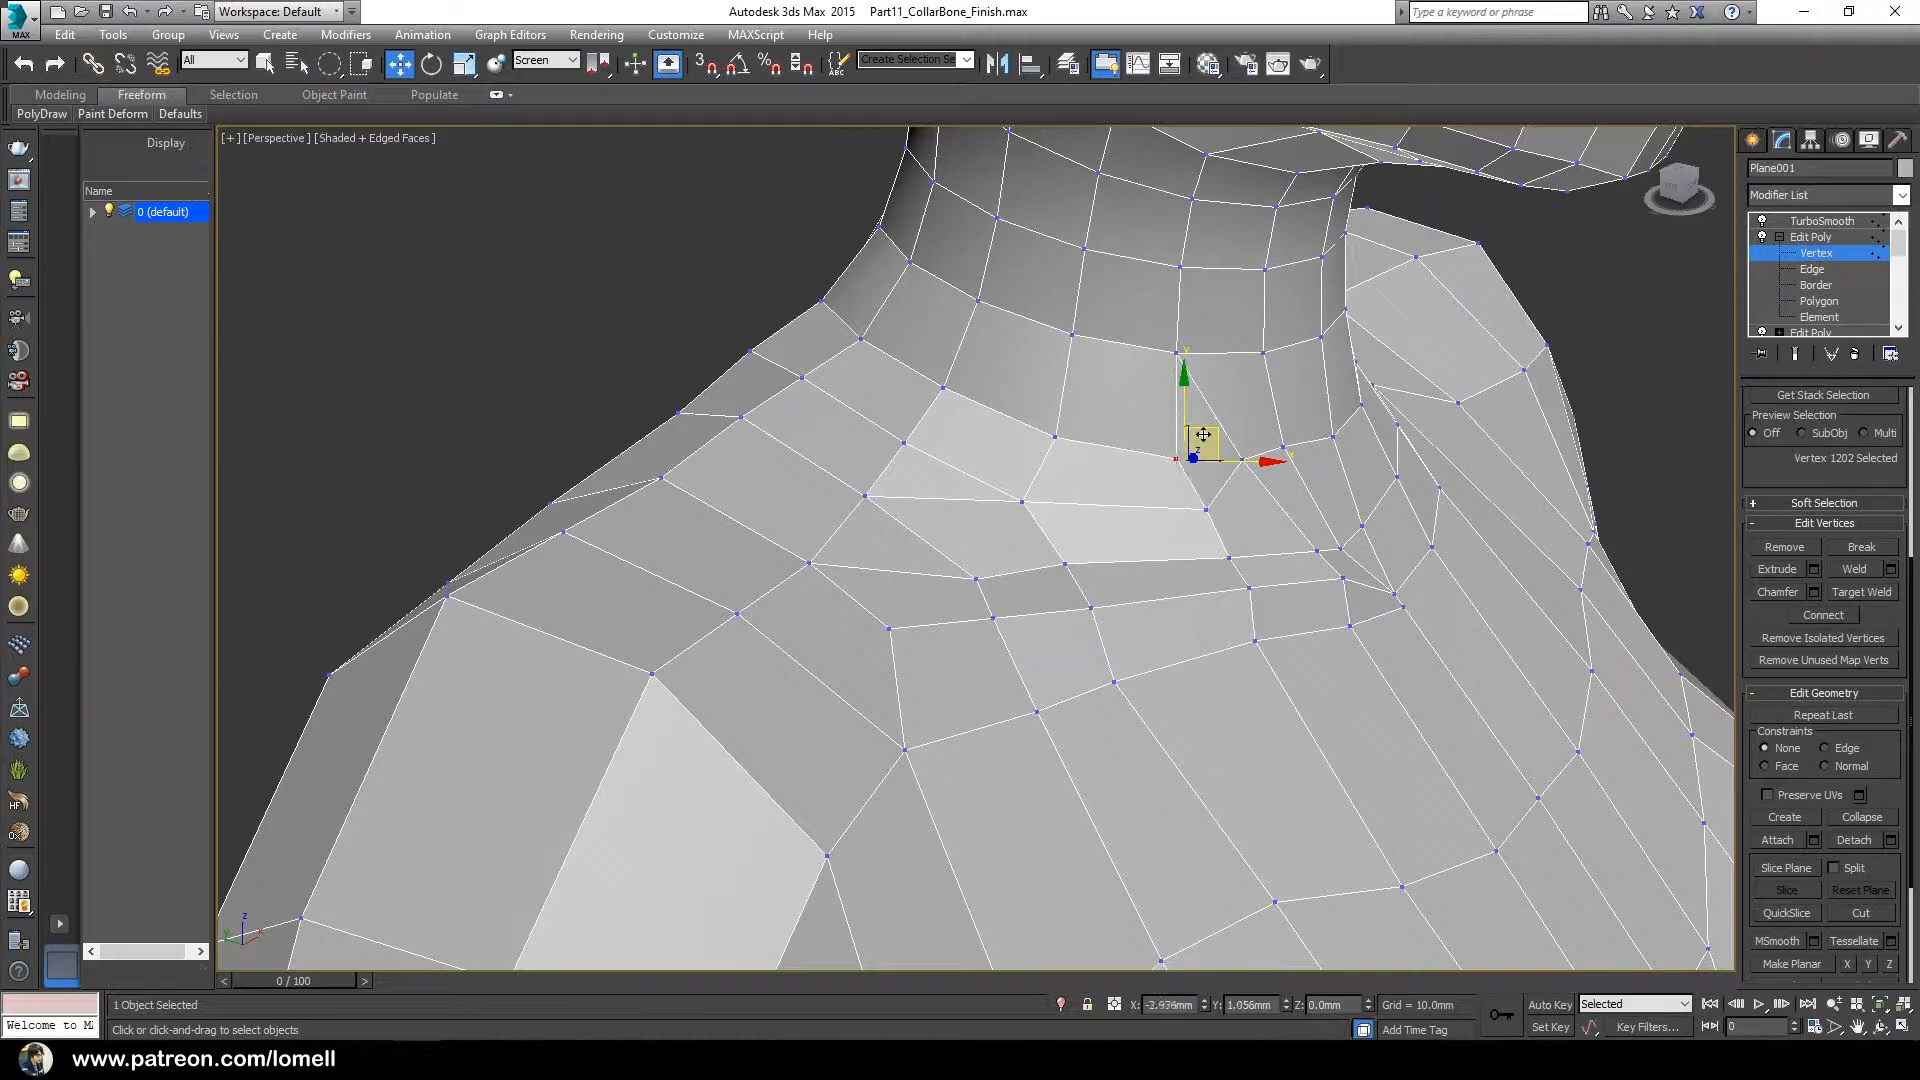 Workspace: Default
Autodesk 3ds Max 2015 Part11_CollarBone_Finish.max
Type a keyword or phrase
MAX
Edit Tools Group Views Create Modifiers Animation Graph Editors Rendering Customize MAXScript Help
All
Screen
3
ABC
Create Selection Se
Modeling Freeform Selection Object Paint Populate
PolyDraw Paint Deform Defaults
Display
Name
0 (default)
[+] [Perspective] [Shaded + Edged Faces]
Plane001
Modifier List
TurboSmooth
Edit Poly
Vertex
Edge
Border
Polygon
Element
Edit Poly
Get Stack Selection
Preview Selection
Off SubObj Multi
Vertex 1202 Selected
+ Soft Selection
- Edit Vertices
Remove Break
Extrude Weld
Chamfer Target Weld
Connect
Remove Isolated Vertices
Remove Unused Map Verts
- Edit Geometry
Repeat Last
Constraints
None Edge
Face Normal
Preserve UVs
Create Collapse
Attach Detach
Slice Plane Split
Slice Reset Plane
QuickSlice Cut
MSmooth Tessellate
Make Planar X Y Z
y
x
z
z
HF
0 / 100
1 Object Selected
X: -2.936mm Y: 1.056mm Z: 0.0mm Grid = 10.0mm
Auto Key Selected
Welcome to M
Click or click-and-drag to select objects
Add Time Tag
Set Key Key Filters...
0
www.patreon.com/lomell